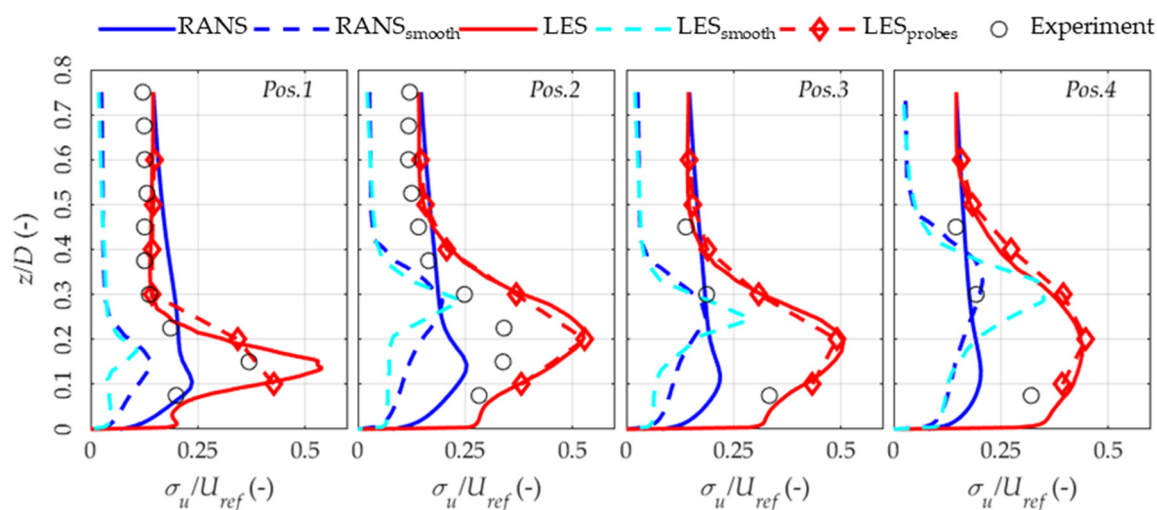 RANS RANSsmooth LES LESsmooth LESprobes Experiment
Pos.1 Pos.2 Pos.3 Pos.4
0.8
0.7
0.6
0.5
0.4
0.3
0.2
0.1
0
z/D (-)
0 0.25 0.5 0 0.25 0.5 0 0.25 0.5 0 0.25 0.5
σu/Uref (-) σu/Uref (-) σu/Uref (-) σu/Uref (-)